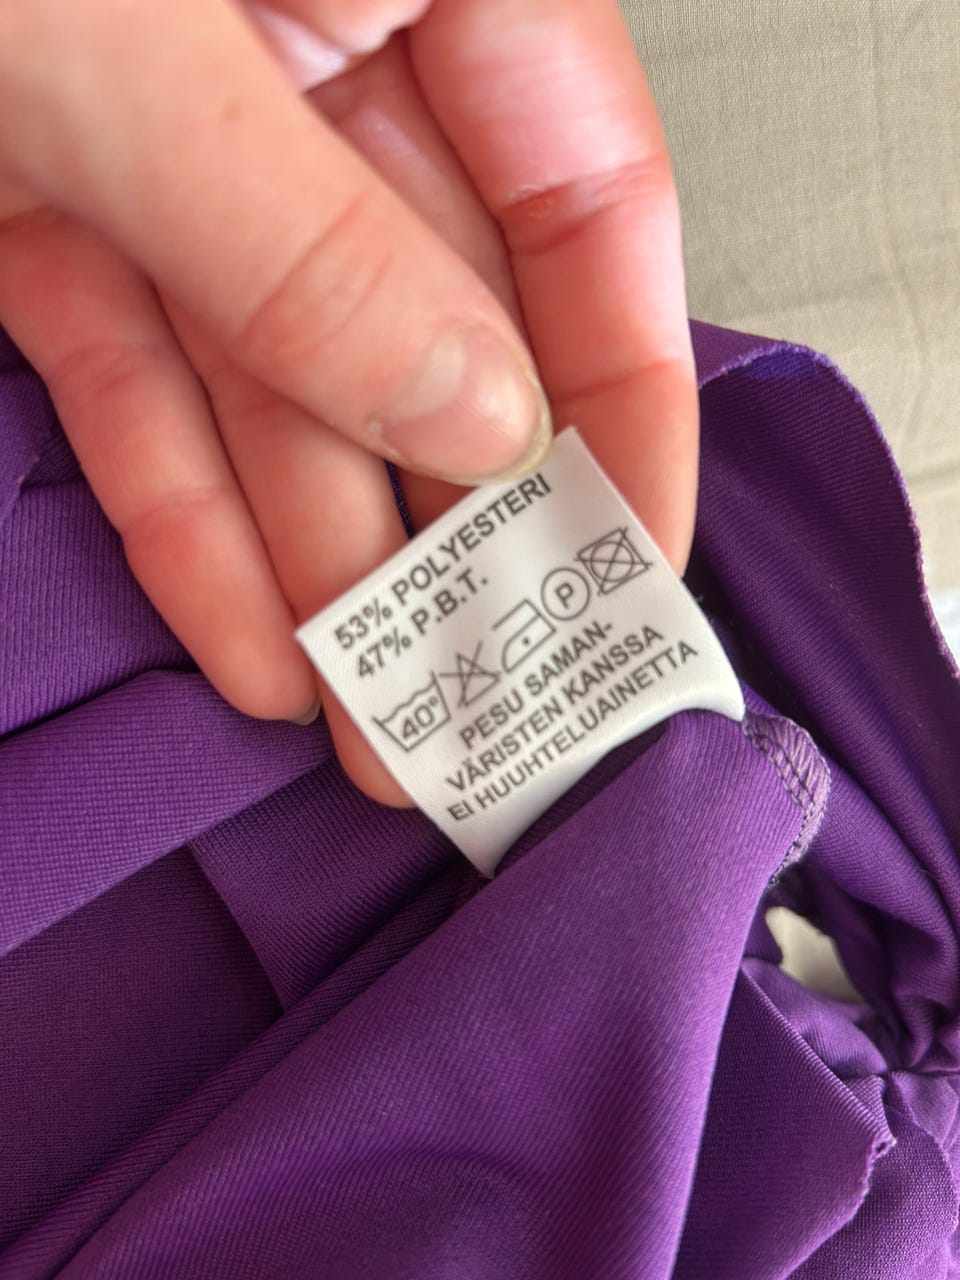 53% POLYESTERI
47% P.B.T.
40° P
PESU SAMAN-
VÄRISTEN KANSSA
EI HUUHTELUAINETTA